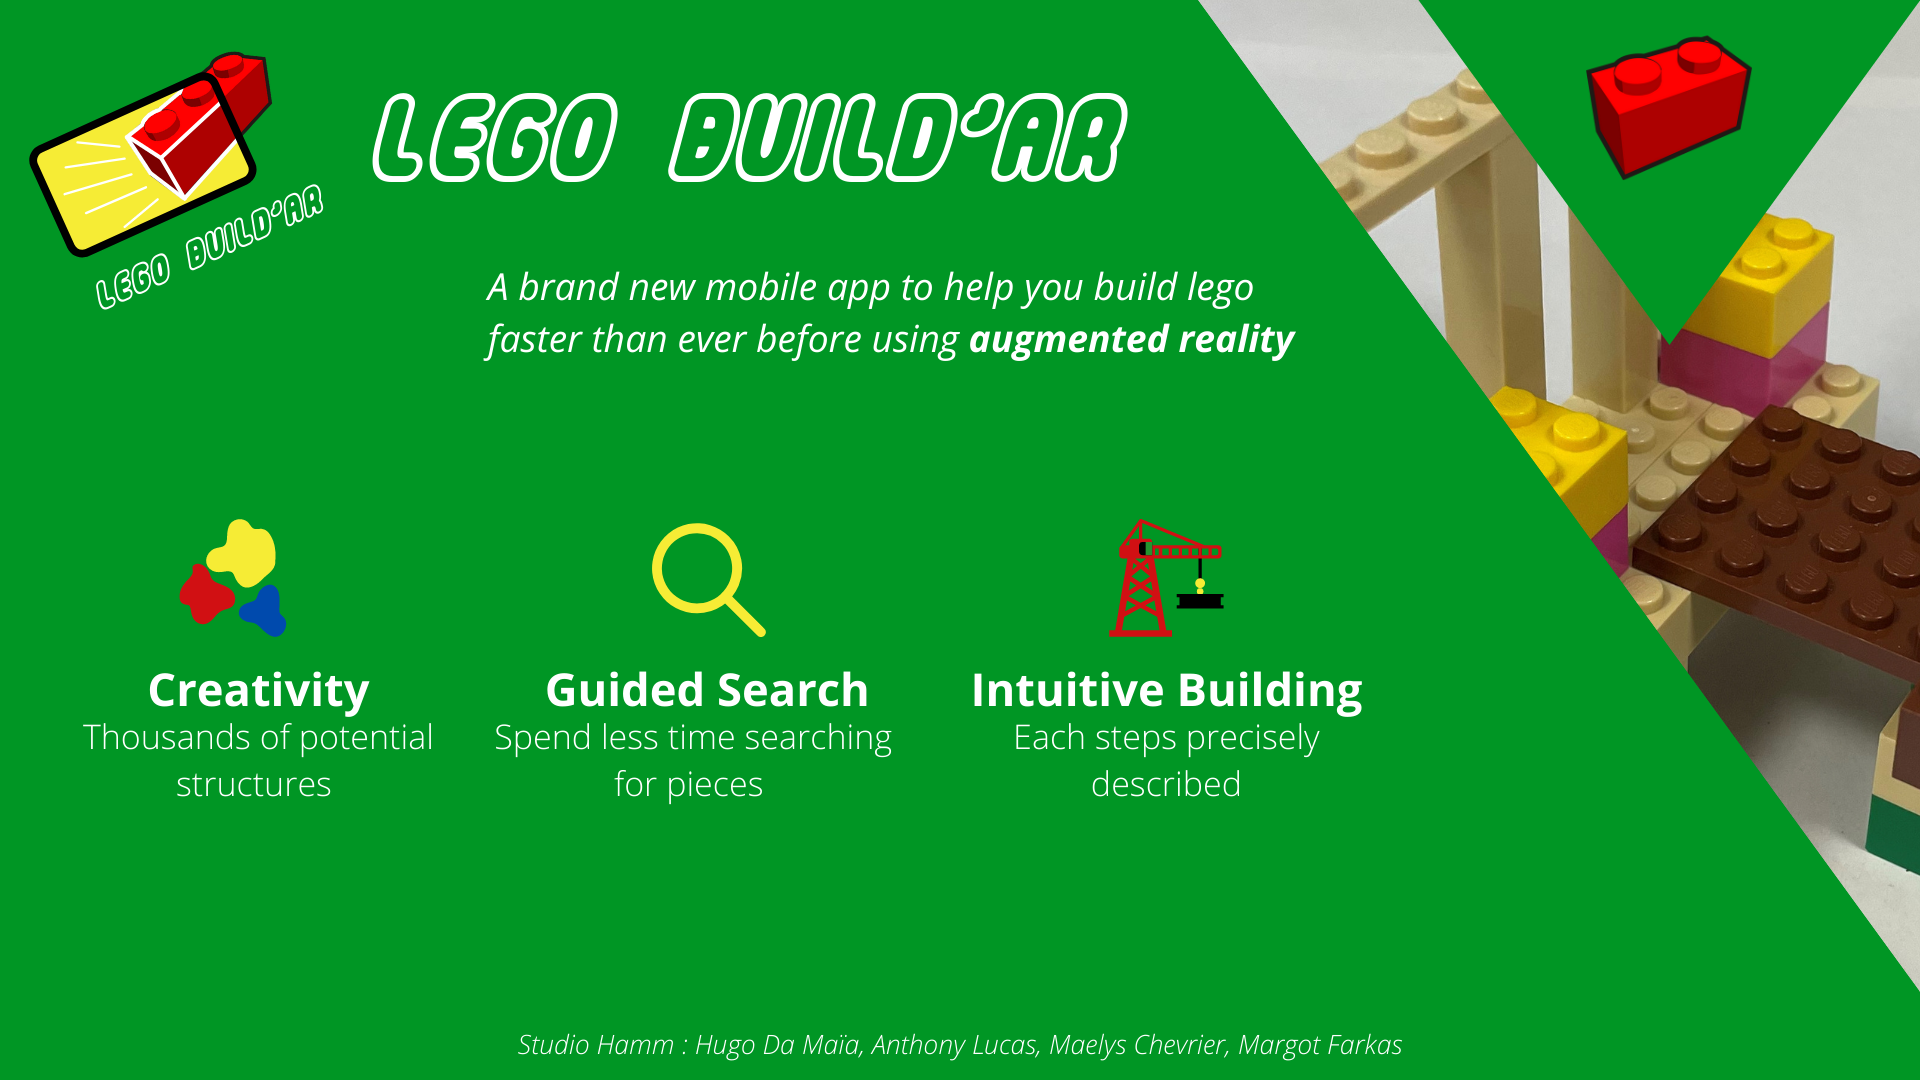 LEGO BUILD'AR
LEGO BUILD'AR
A brand new mobile app to help you build lego
faster than ever before using augmented reality
Creativity
Thousands of potential
structures
Guided Search
Spend less time searching
for pieces
Intuitive Building
Each steps precisely
described
Studio Hamm : Hugo Da Maïa, Anthony Lucas, Maelys Chevrier, Margot Farkas